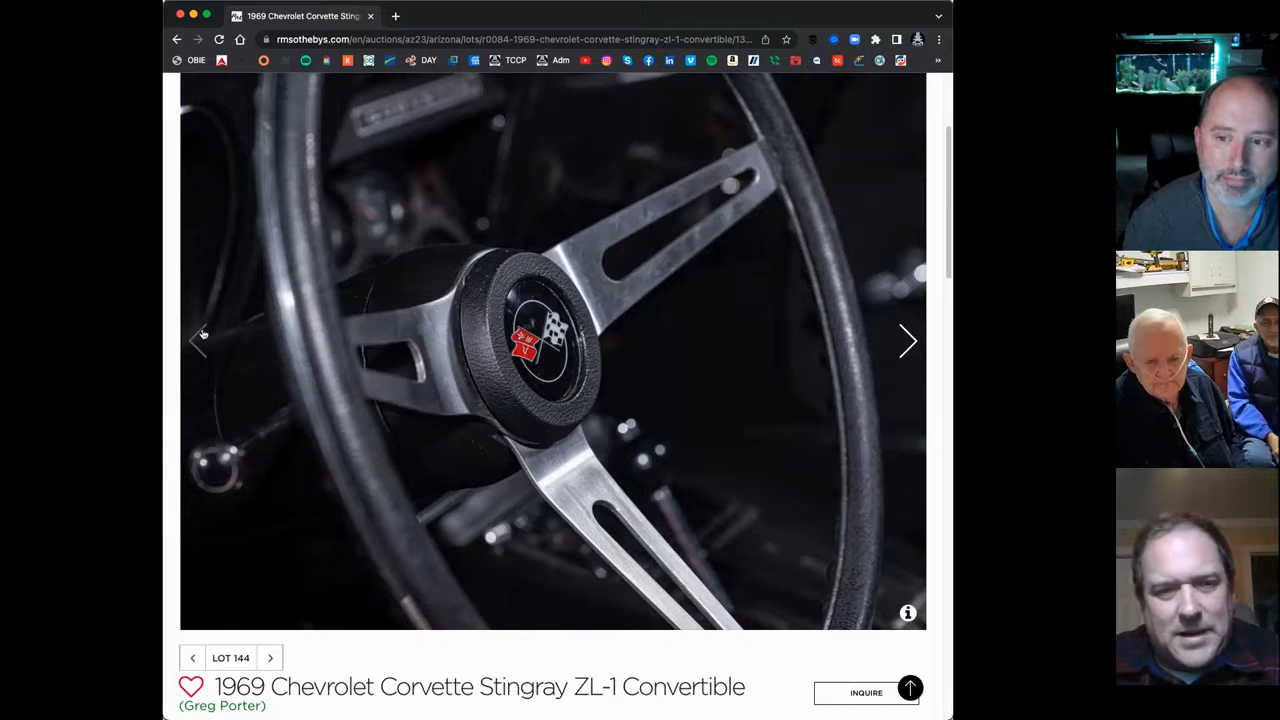 1969 Chevrolet Corvette Sting
rmsothebys.com/en/auctions/az23/arizona/lots/r0084-1969-chevrolet-corvette-stingray-zl-1-convertible/13...
OBIE
DAY
TCCP
Adm
LOT 144
1969 Chevrolet Corvette Stingray ZL-1 Convertible
INQUIRE
(Greg Porter)